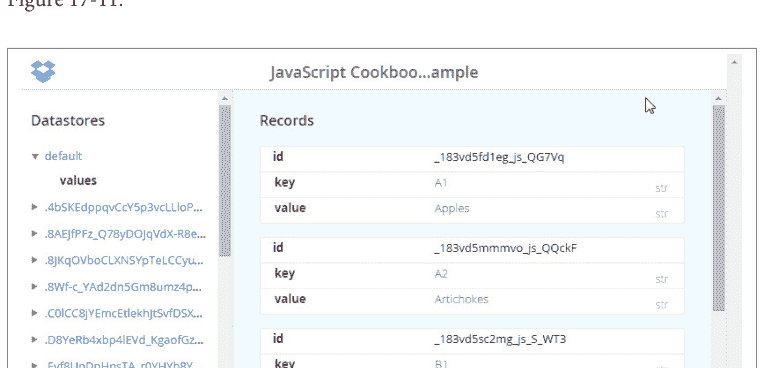 Figure 17-11.
JavaScript Cookboo...ample
Datastores
default
values
.4bSKEdppqvCcY5p3vcLLloP...
.8AEJfPFz_Q78yDOJqVdX-R8e...
.8JKqOVboCLXNSYpTeLCCyu...
.8Wf-c_YAd2dn5Gm8umz4p...
.C0lCC8jYEmcEtlekhJtSvfDSX...
.D8YeRb4xbp4lEVd_KgaofGz...
Records
id _183vd5fd1eg_js_QG7Vq
key A1 str
value Apples str
id _183vd5mmmvo_js_QQckF
key A2 str
value Artichokes str
id _183vd5sc2mg_js_S_WT3
key B1